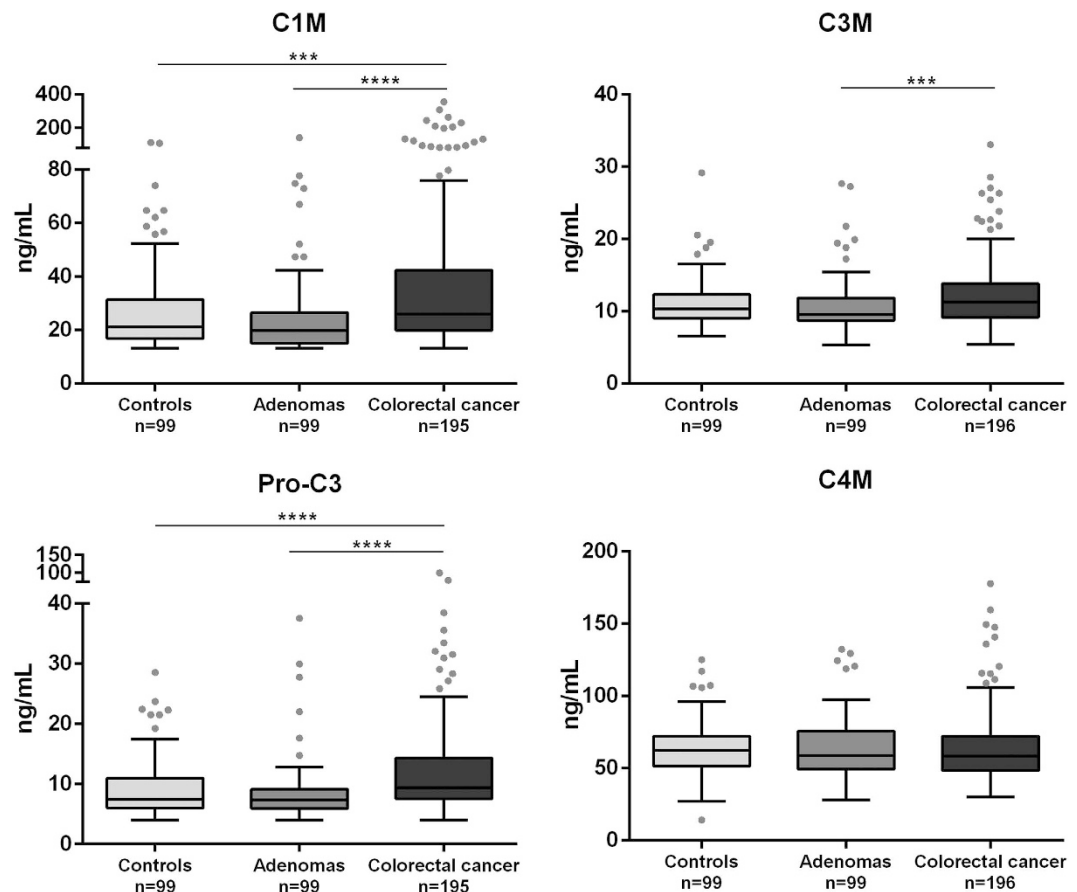 C1M
***
****
400
200
80
60
40
20
0
ng/mL
Controls
n=99
Adenomas
n=99
Colorectal cancer
n=195
C3M
***
40
30
20
10
0
ng/mL
Controls
n=99
Adenomas
n=99
Colorectal cancer
n=196
Pro-C3
****
****
150
100
40
30
20
10
0
ng/mL
Controls
n=99
Adenomas
n=99
Colorectal cancer
n=195
C4M
200
150
100
50
0
ng/mL
Controls
n=99
Adenomas
n=99
Colorectal cancer
n=196